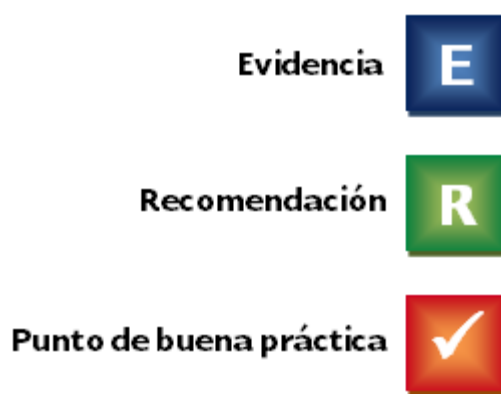 Evidencia E
Recomendación R
Punto de buena práctica ✓